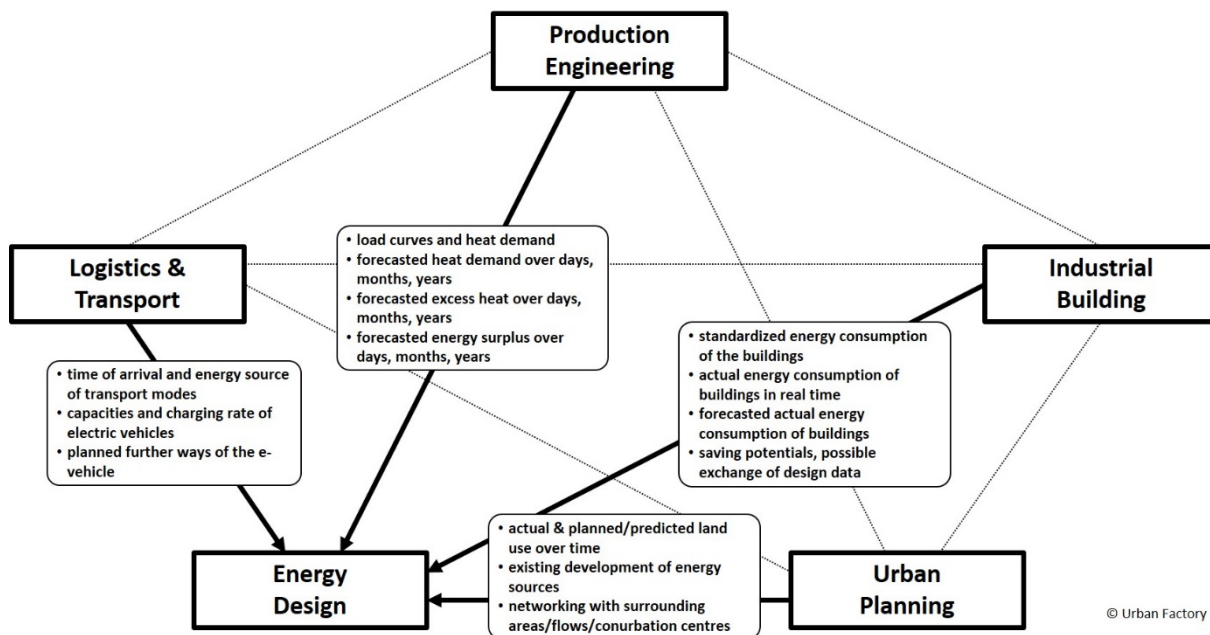 Production
Engineering
Logistics &
Transport
• load curves and heat demand
• forecasted heat demand over days,
months, years
• forecasted excess heat over days,
months, years
• forecasted energy surplus over
days, months, years
Industrial
Building
• time of arrival and energy source
of transport modes
• capacities and charging rate of
electric vehicles
• planned further ways of the e-
vehicle
• standardized energy consumption
of the buildings
• actual energy consumption of
buildings in real time
• forecasted actual energy
consumption of buildings
• saving potentials, possible
exchange of design data
Energy
Design
• actual & planned/predicted land
use over time
• existing development of energy
sources
• networking with surrounding
areas/flows/conurbation centres
Urban
Planning
© Urban Factory